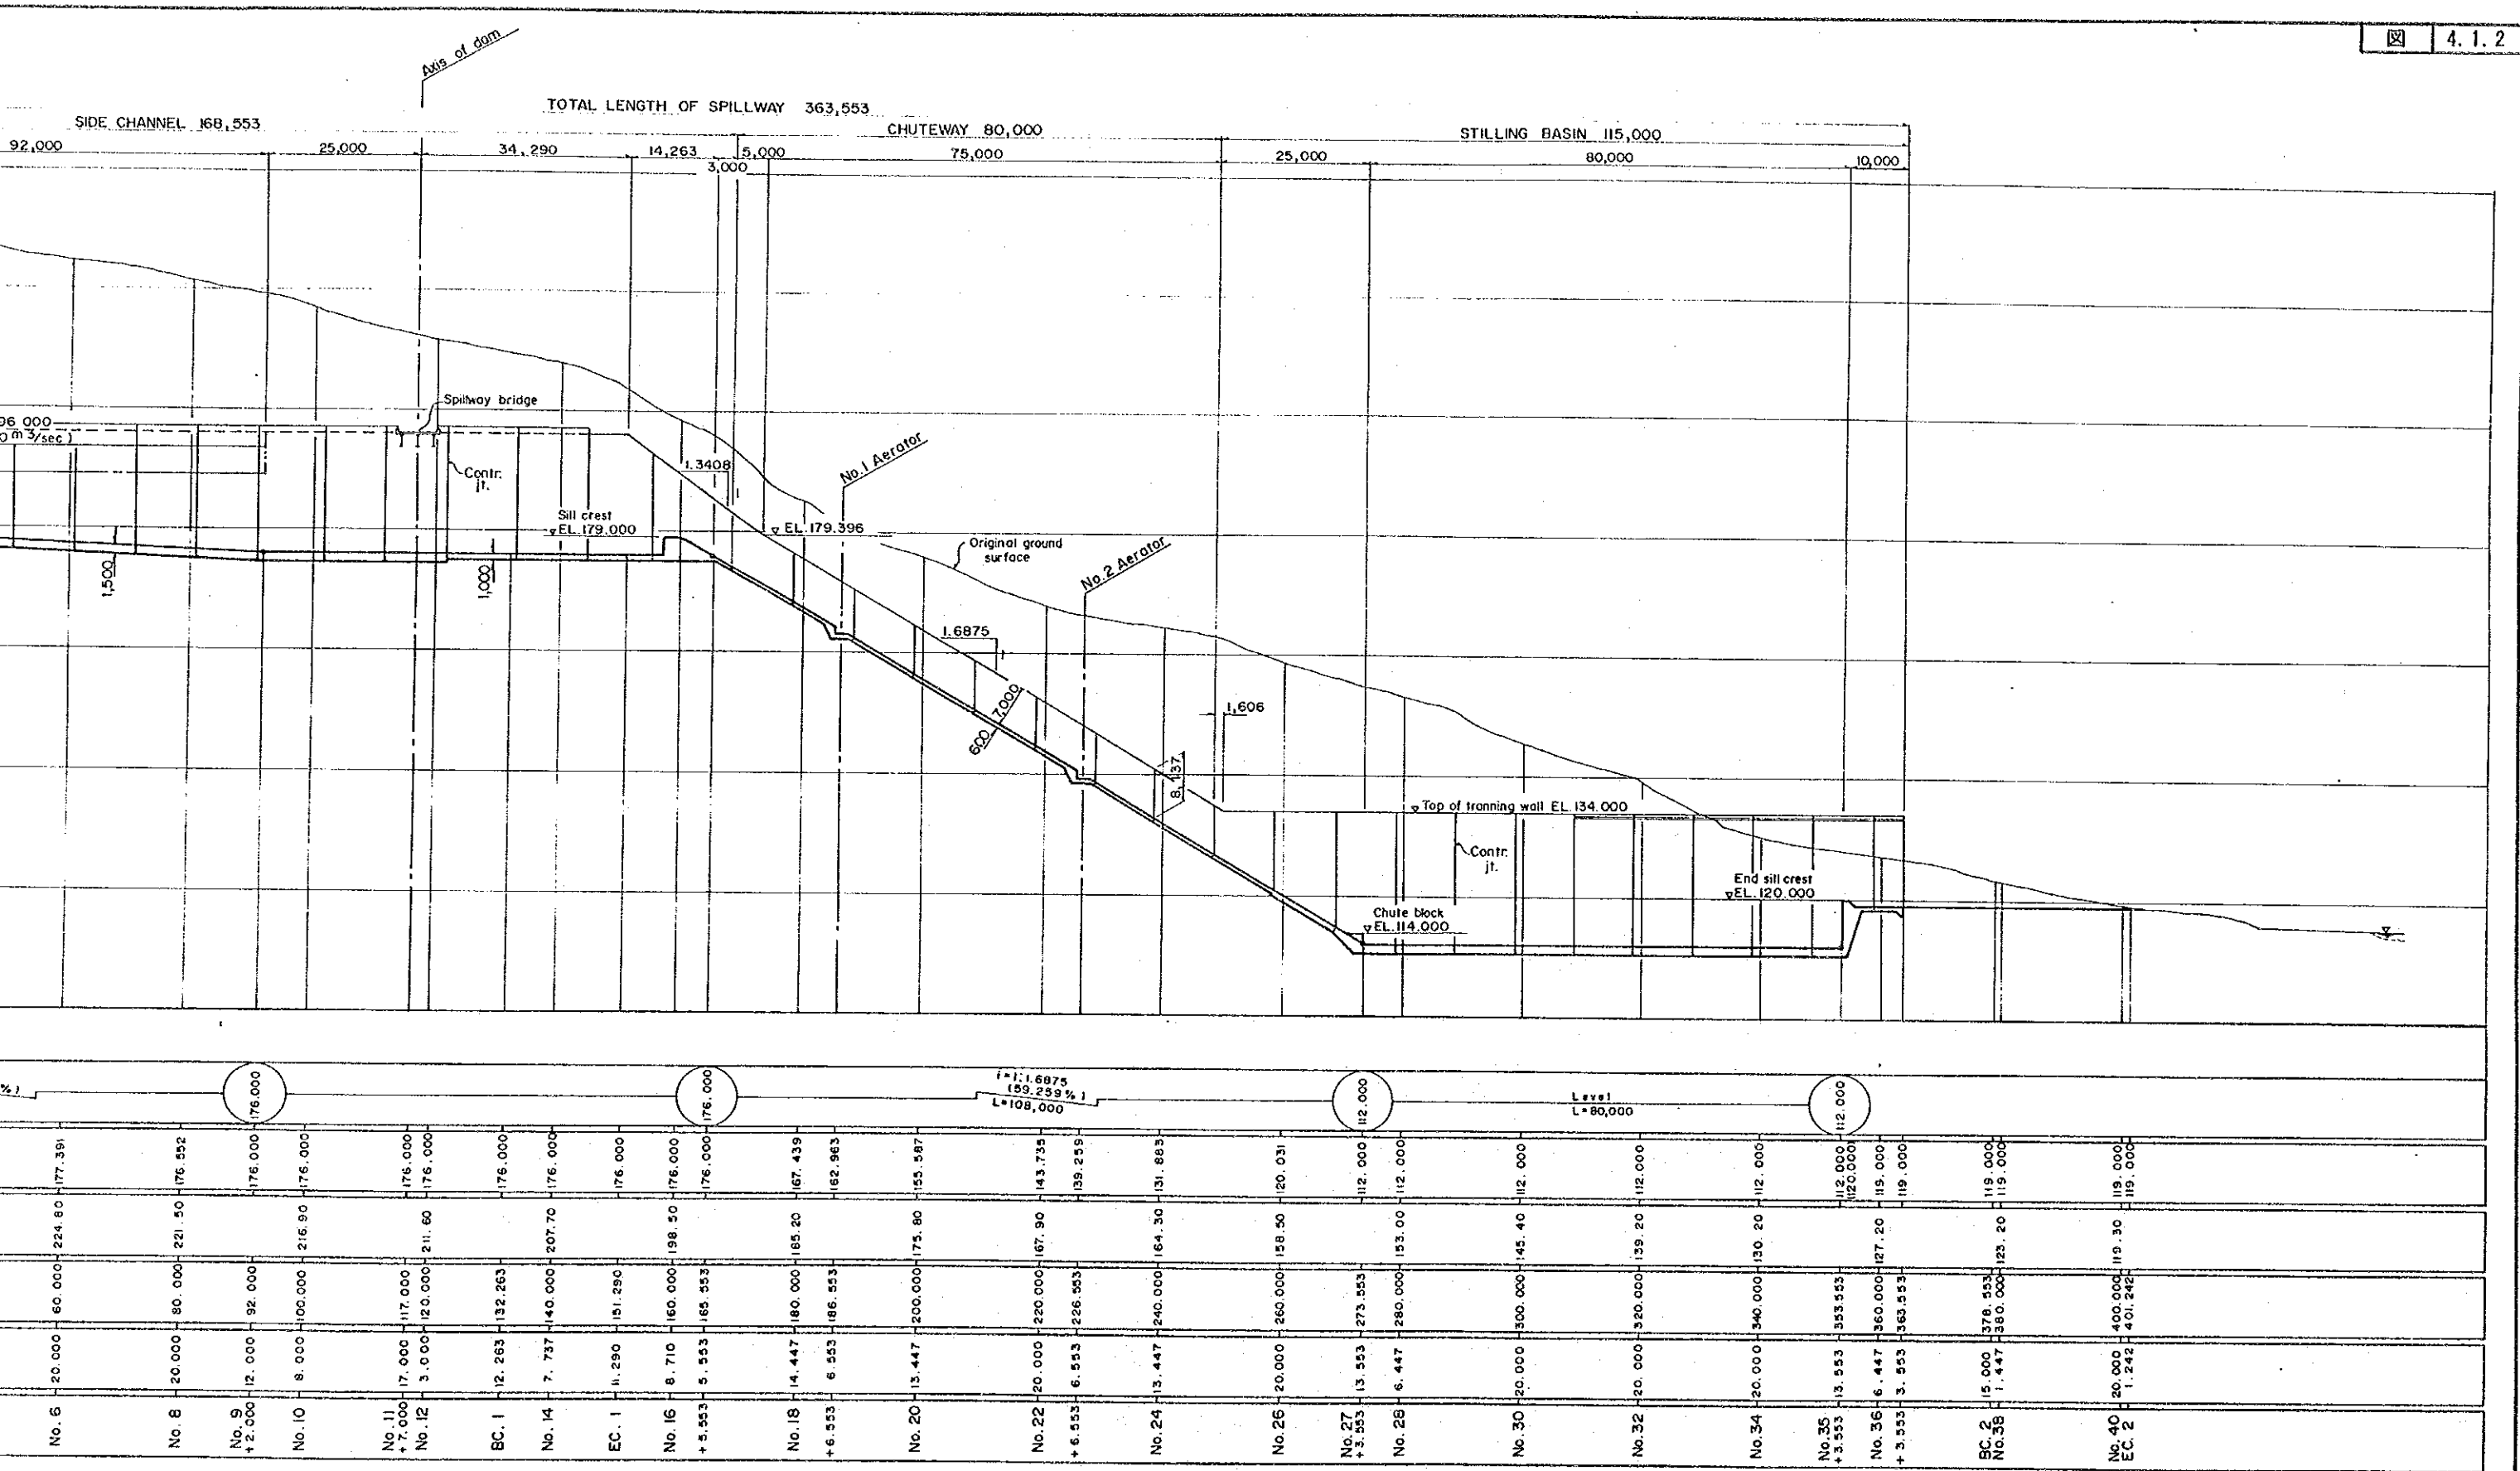 図 4.1.2
Axis of dam
TOTAL LENGTH OF SPILLWAY 363,553
SIDE CHANNEL 168,553
CHUTEWAY 80,000
STILLING BASIN 115,000
92,000
25,000
34,290
14,263
5,000
75,000
25,000
80,000
10,000
3,000
Spillway bridge
96 000
0 m3/sec)
Contr.
jt.
1.3408
1
No.1 Aerator
Sill crest
EL.179.000
EL.179.396
Original ground
surface
No.2 Aerator
1,500
1,000
1.6875
1
7,000
600
1,606
8,137
Top of tranning wall EL.134.000
Contr.
jt.
End sill crest
EL.120.000
Chute block
EL.114.000
%)
176.000
176.000
i=1:1.6875
(59.259%)
L=108,000
112.000
Level
L=80,000
112.000
177.391
176.552
176.000
176.000
176.000
176.000
176.000
176.000
176.000
176.000
176.000
167.439
162.963
155.587
143.735
139.259
131.883
120.031
112.000
112.000
112.000
112.000
112.000
112.000
(120.000)
119.000
119.000
119.000
119.000
119.000
119.000
224.80
221.50
216.90
211.60
207.70
198.50
185.20
175.80
167.90
164.30
158.50
153.00
145.40
139.20
130.20
127.20
123.20
119.30
60.000
80.000
92.000
100.000
117.000
120.000
132.263
140.000
151.290
160.000
165.553
180.000
186.553
200.000
220.000
226.553
240.000
260.000
273.553
280.000
300.000
320.000
340.000
353.553
360.000
363.553
378.553
380.000
400.000
401.242
20.000
20.000
12.000
8.000
17.000
3.000
12.263
7.737
11.290
8.710
5.553
14.447
6.553
13.447
20.000
6.553
13.447
20.000
13.553
6.447
20.000
20.000
20.000
13.553
6.447
3.553
15.000
1.447
20.000
1.242
No.6
No.8
No.9
+2.000
No.10
No.11
+7.000
No.12
BC.1
No.14
EC.1
No.16
+5.553
No.18
+6.553
No.20
No.22
+6.553
No.24
No.26
No.27
+3.553
No.28
No.30
No.32
No.34
No.35
+3.553
No.36
+3.553
BC.2
No.38
No.40
EC.2